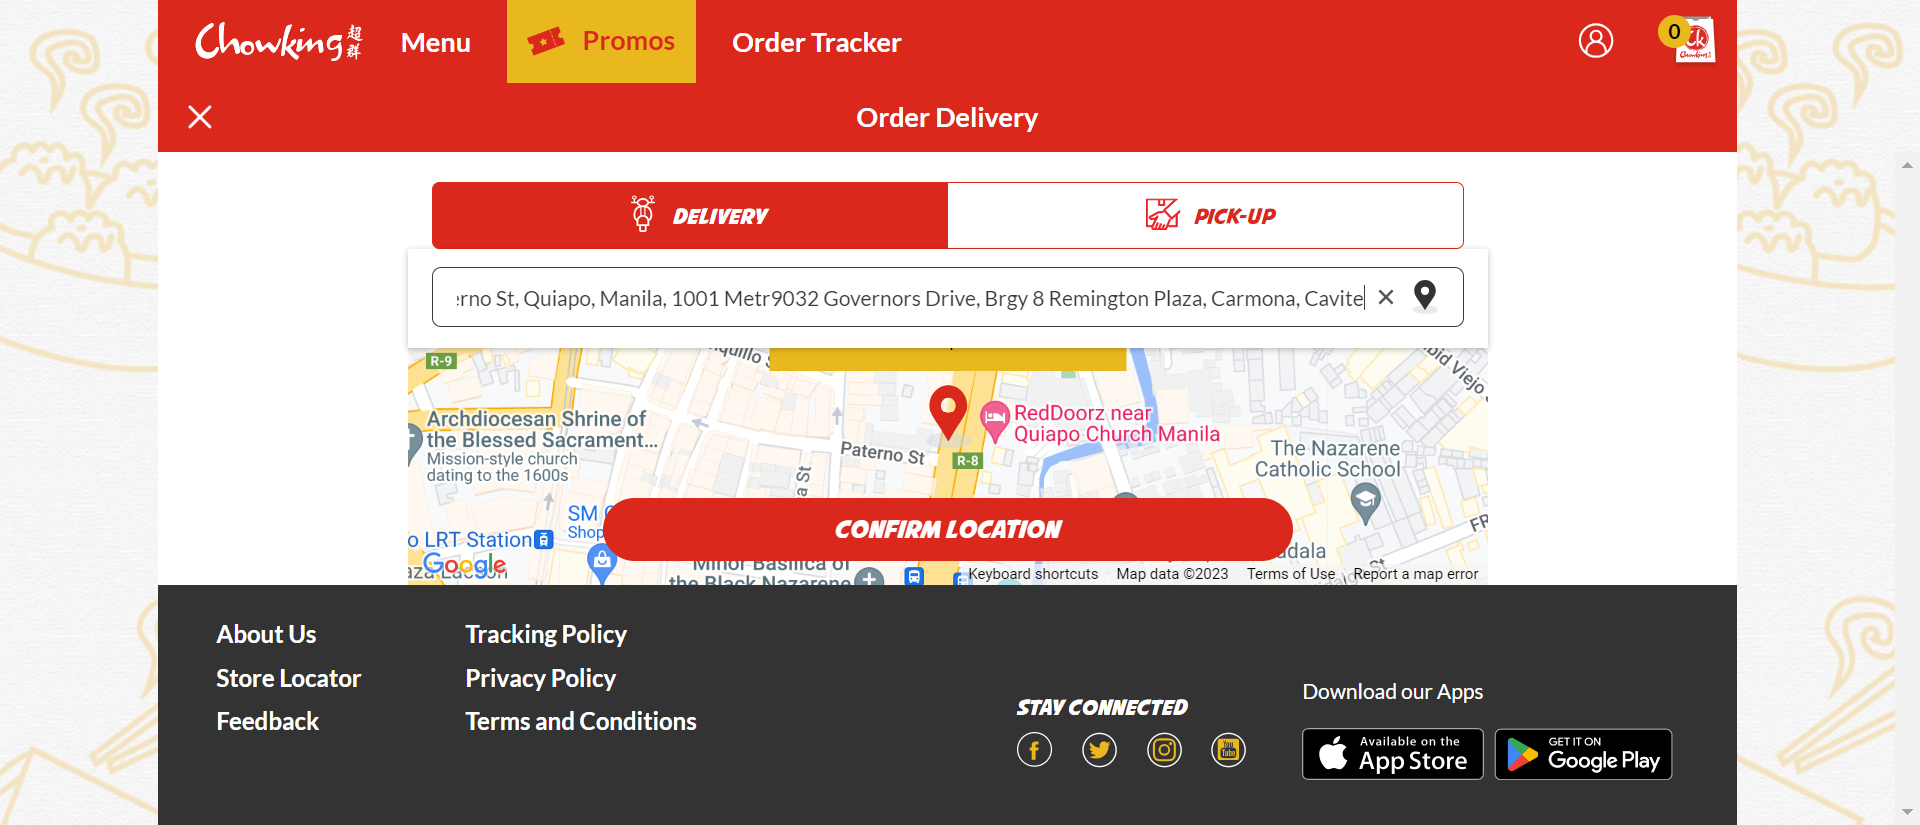 Chowking 超群
Menu
Promos
Order Tracker
0
Chowking
Order Delivery
DELIVERY
PICK-UP
erno St, Quiapo, Manila, 1001 Metr9032 Governors Drive, Brgy 8 Remington Plaza, Carmona, Cavite
R-9
Archdiocesan Shrine of
the Blessed Sacrament...
Mission-style church
dating to the 1600s
Paterno St
R-8
RedDoorz near
Quiapo Church Manila
The Nazarene
Catholic School
SM
Shop
LRT Station
CONFIRM LOCATION
Minor Basilica of
the Black Nazarene
Google
Keyboard shortcuts
Map data ©2023
Terms of Use
Report a map error
About Us
Store Locator
Feedback
Tracking Policy
Privacy Policy
Terms and Conditions
STAY CONNECTED
You
Tube
Download our Apps
Available on the
App Store
GET IT ON
Google Play